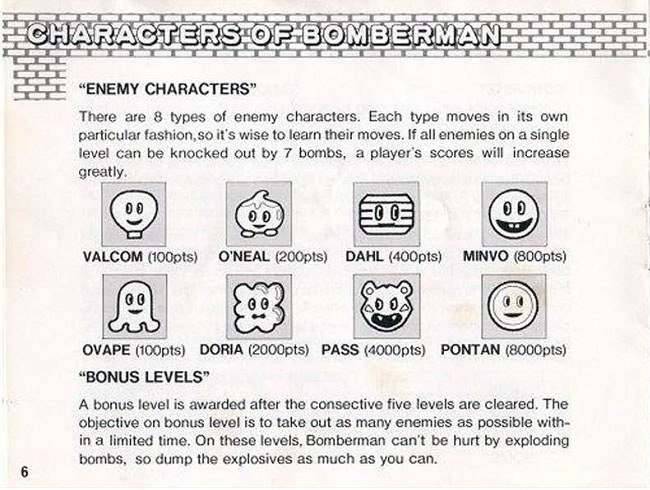 CHARACTERS OF BOMBERMAN
“ENEMY CHARACTERS”
There are 8 types of enemy characters. Each type moves in its own
particular fashion, so it's wise to learn their moves. If all enemies on a single
level can be knocked out by 7 bombs, a player's scores will increase
greatly.
VALCOM (100pts) O'NEAL (200pts) DAHL (400pts) MINVO (800pts)
OVAPE (100pts) DORIA (2000pts) PASS (4000pts) PONTAN (8000pts)
“BONUS LEVELS”
A bonus level is awarded after the consective five levels are cleared. The
objective on bonus level is to take out as many enemies as possible with-
in a limited time. On these levels, Bomberman can't be hurt by exploding
bombs, so dump the explosives as much as you can.
6